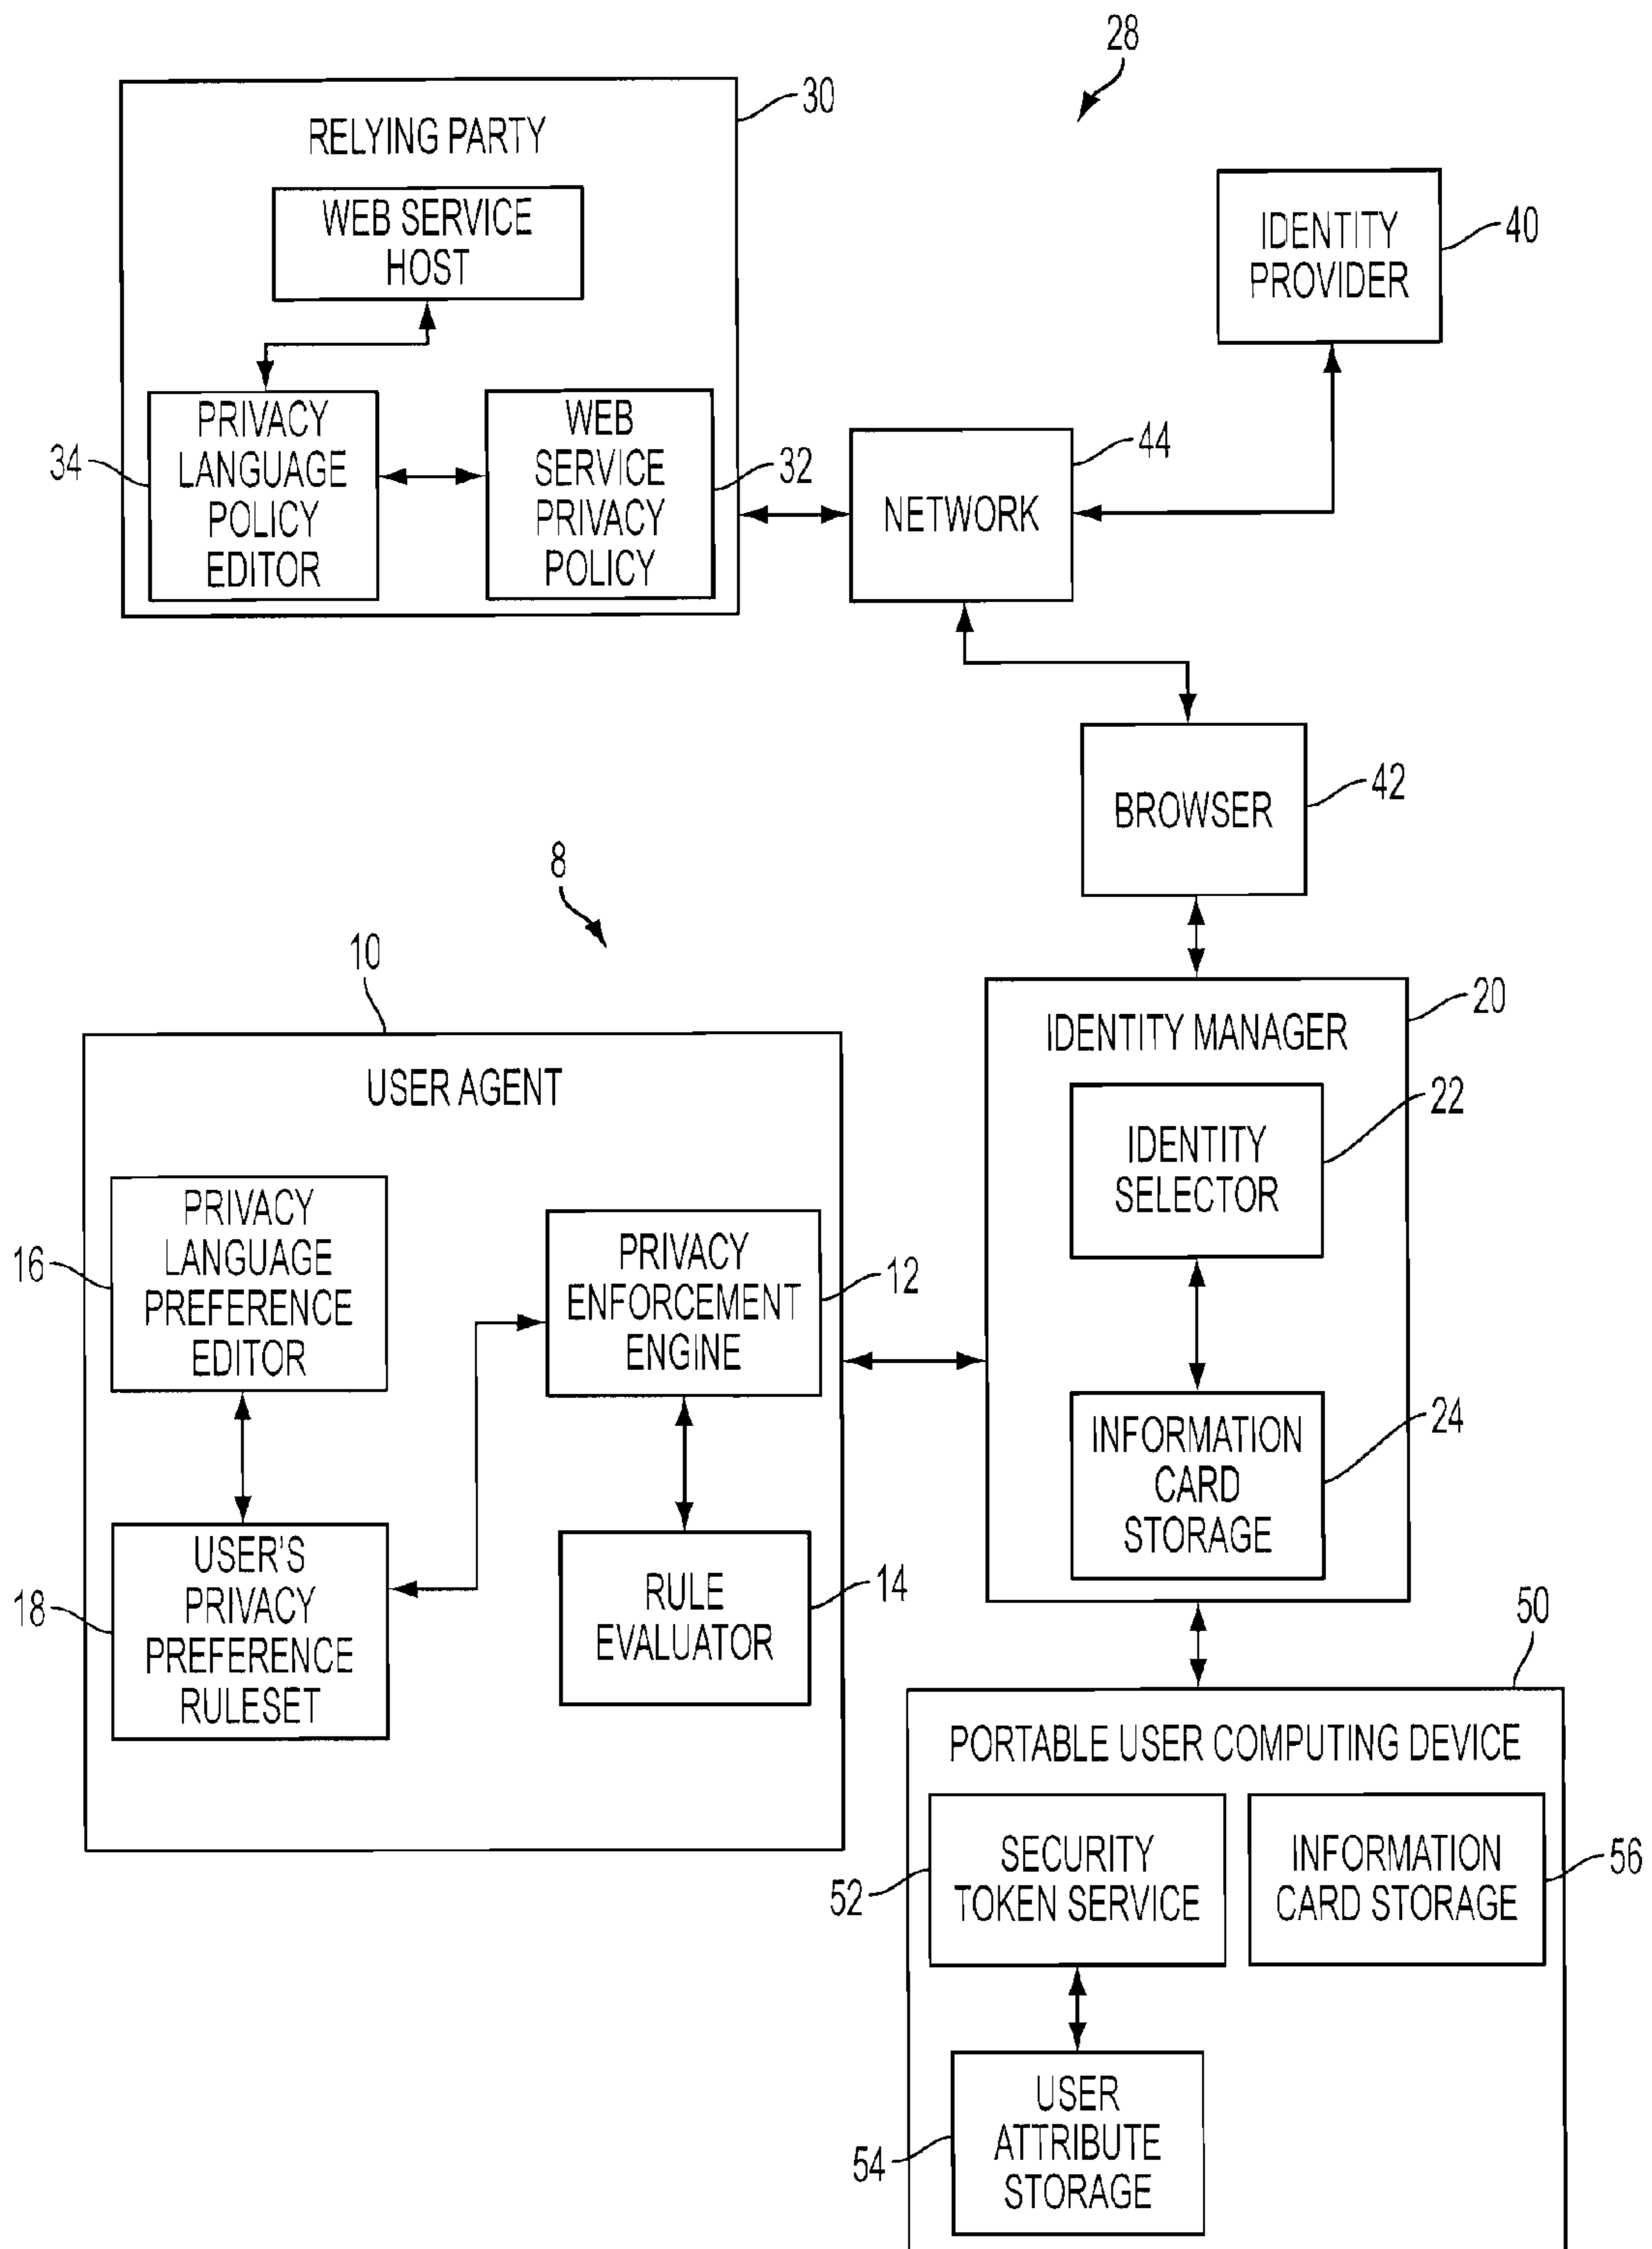 28
30
RELYING PARTY
WEB SERVICE
HOST
IDENTITY
PROVIDER
40
PRIVACY
LANGUAGE
POLICY
EDITOR
34
WEB
SERVICE
PRIVACY
POLICY
32
44
NETWORK
BROWSER
42
8
10
USER AGENT
20
IDENTITY MANAGER
22
IDENTITY
SELECTOR
PRIVACY
LANGUAGE
PREFERENCE
EDITOR
16
PRIVACY
ENFORCEMENT
ENGINE
12
INFORMATION
CARD
STORAGE
24
USER'S
PRIVACY
PREFERENCE
RULESET
18
RULE
EVALUATOR
14
50
PORTABLE USER COMPUTING DEVICE
SECURITY
TOKEN SERVICE
52
INFORMATION
CARD STORAGE
56
USER
ATTRIBUTE
STORAGE
54